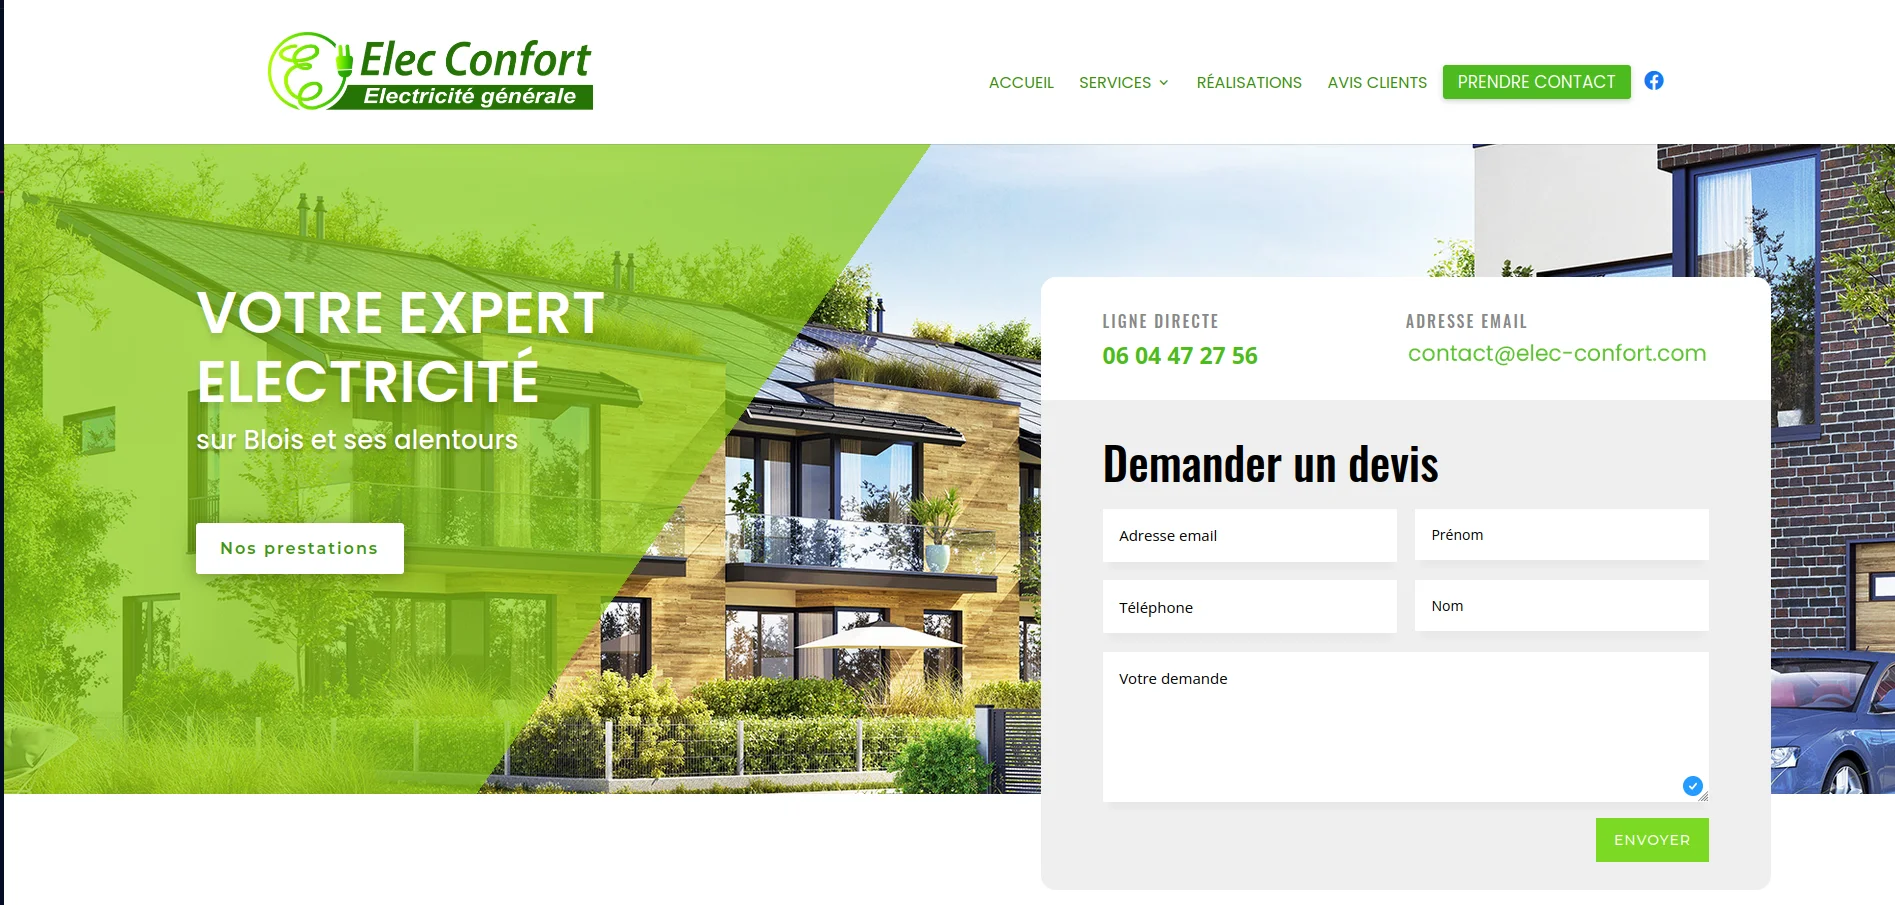 Elec Confort
Electricité générale
ACCUEIL
SERVICES
RÉALISATIONS
AVIS CLIENTS
PRENDRE CONTACT
VOTRE EXPERT
ELECTRICITÉ
sur Blois et ses alentours
Nos prestations
LIGNE DIRECTE
06 04 47 27 56
ADRESSE EMAIL
contact@elec-confort.com
Demander un devis
Adresse email
Prénom
Téléphone
Nom
Votre demande
ENVOYER